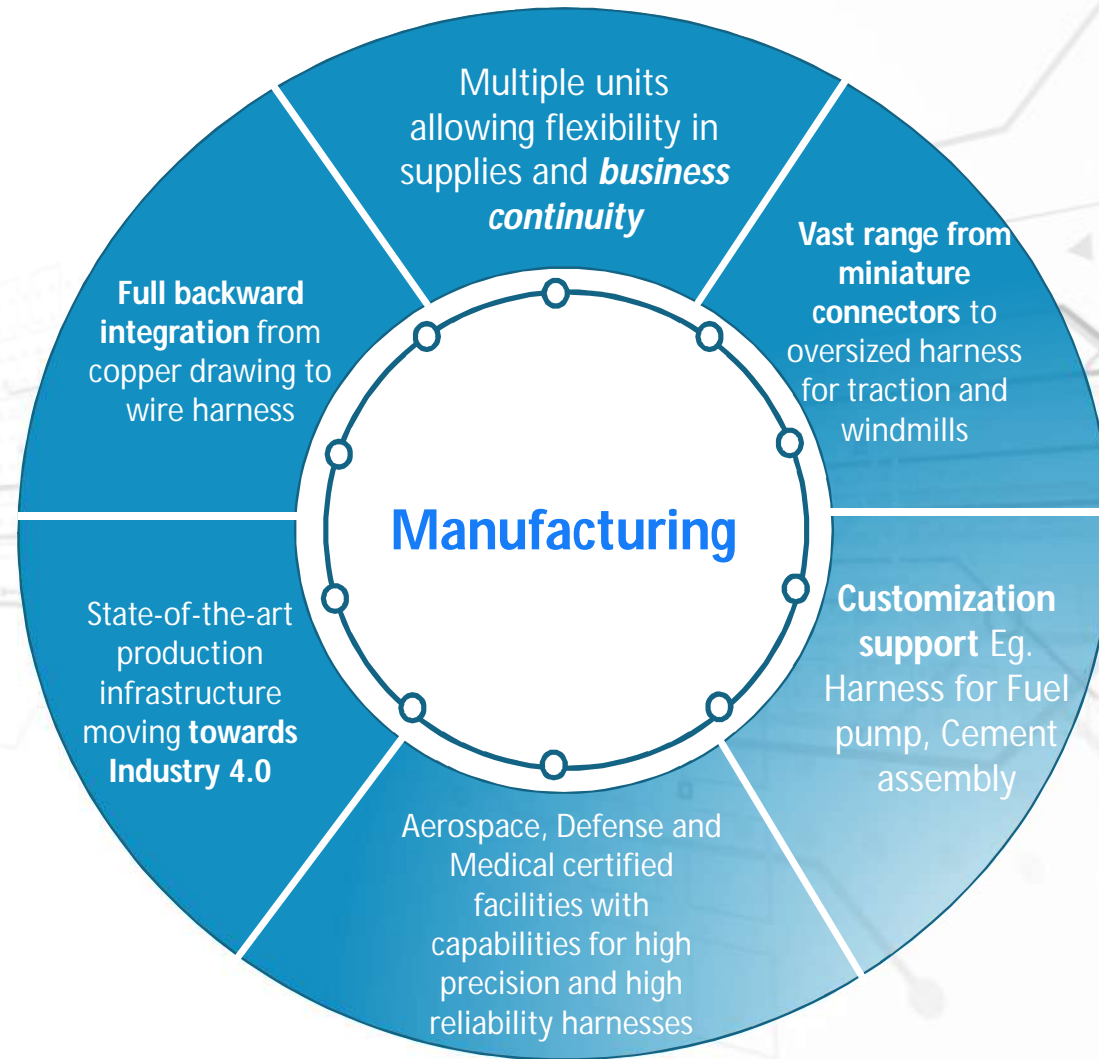 Multiple units
allowing flexibility in
supplies and business
continuity
Vast range from
miniature
connectors to
oversized harness
for traction and
windmills
Customization
support Eg.
Harness for Fuel
pump, Cement
assembly
Aerospace, Defense and
Medical certified
facilities with
capabilities for high
precision and high
reliability harnesses
State-of-the-art
production
infrastructure
moving towards
Industry 4.0
Full backward
integration from
copper drawing to
wire harness
Manufacturing